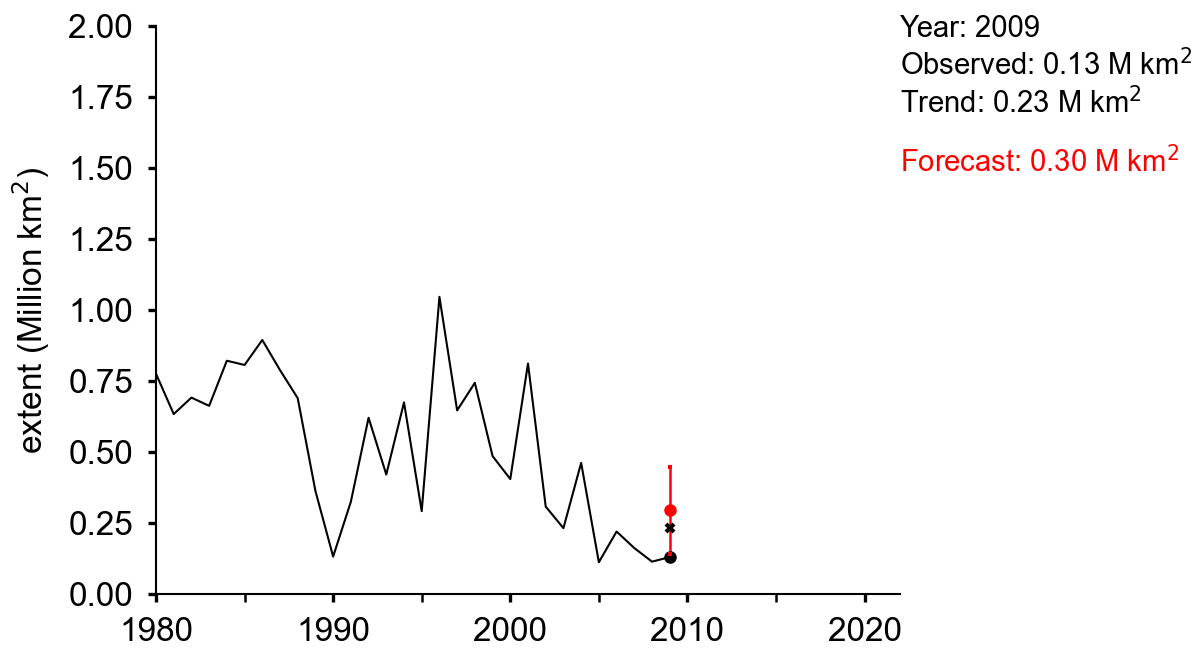 2.00
1.75
1.50
1.25
1.00
0.75
0.50
0.25
0.00
extent (Million km²)
1980 1990 2000 2010 2020
Year: 2009
Observed: 0.13 M km²
Trend: 0.23 M km²
Forecast: 0.30 M km²